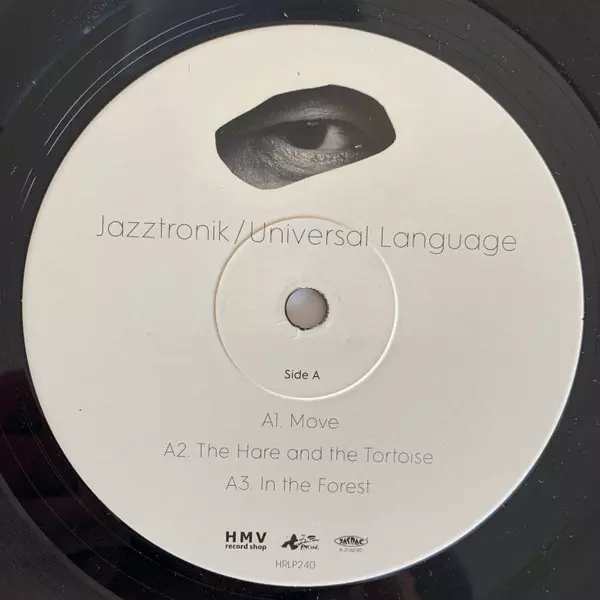 Jazztronik/Universal Language
Side A
A1. Move
A2. The Hare and the Tortoise
A3. In the Forest
HMV
record shop
HRLP240